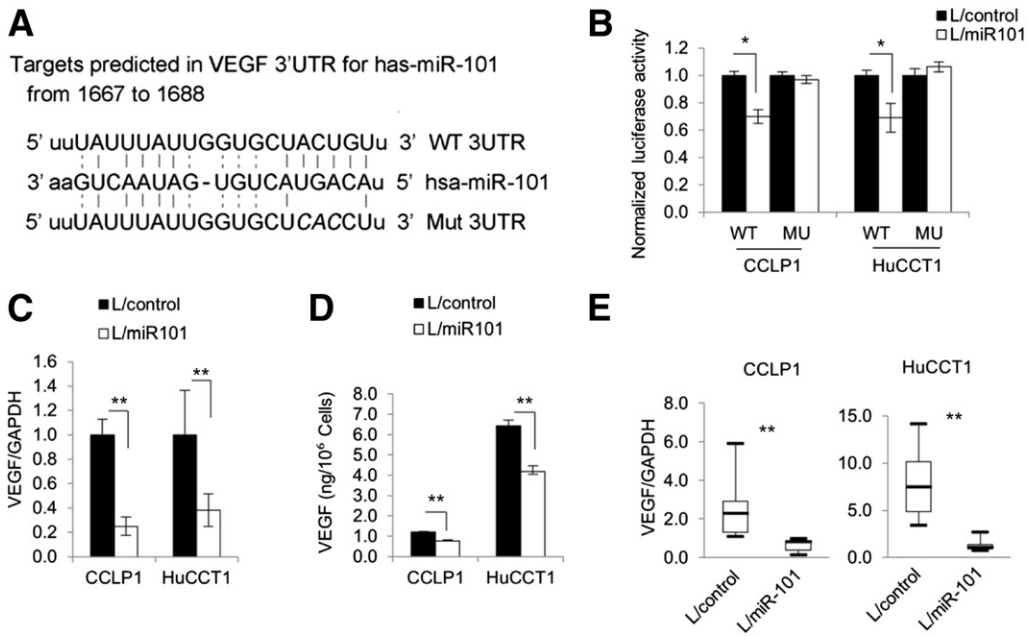 A
Targets predicted in VEGF 3'UTR for has-miR-101
from 1667 to 1688
5' uuUAUUUAUUGGUGCUACUGUu 3' WT 3UTR
3' aaGUCAAUAG-UGUCAUGACAu 5' hsa-miR-101
5' uuUAUUUAUUGGUGCUCACCUu 3' Mut 3UTR
B
L/control
L/miR101
Normalized luciferase activity
1.2
1.0
0.8
0.6
0.4
0.2
0.0
*
*
WT MU WT MU
CCLP1 HuCCT1
C
L/control
L/miR101
VEGF/GAPDH
1.6
1.4
1.2
1.0
0.8
0.6
0.4
0.2
0.0
**
**
CCLP1 HuCCT1
D
L/control
L/miR101
VEGF (ng/10⁶ Cells)
8.0
7.0
6.0
5.0
4.0
3.0
2.0
1.0
0.0
**
**
CCLP1 HuCCT1
E
CCLP1
VEGF/GAPDH
8.0
6.0
4.0
2.0
0.0
**
L/control
L/miR-101
HuCCT1
15.0
10.0
5.0
0.0
**
L/control
L/miR-101